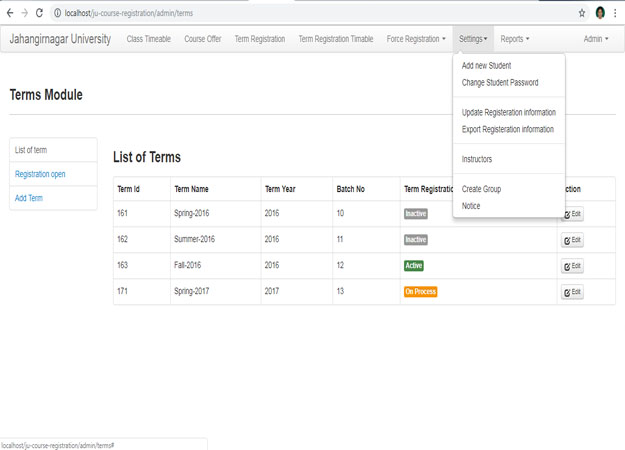 localhost/ju-course-registration/admin/terms
Jahangirnagar University Class Timeable Course Offer Term Registration Term Registration Timable Force Registration Settings Reports Admin
Add new Student
Change Student Password
Update Registeration information
Export Registeration information
Instructors
Create Group
Notice
Terms Module
List of term
Registration open
Add Term
List of Terms
Term Id Term Name Term Year Batch No Term Registratio ction
161 Spring-2016 2016 10 Inactive Edit
162 Summer-2016 2016 11 Inactive Edit
163 Fall-2016 2016 12 Active Edit
171 Spring-2017 2017 13 On Process Edit
localhost/ju-course-registration/admin/terms#